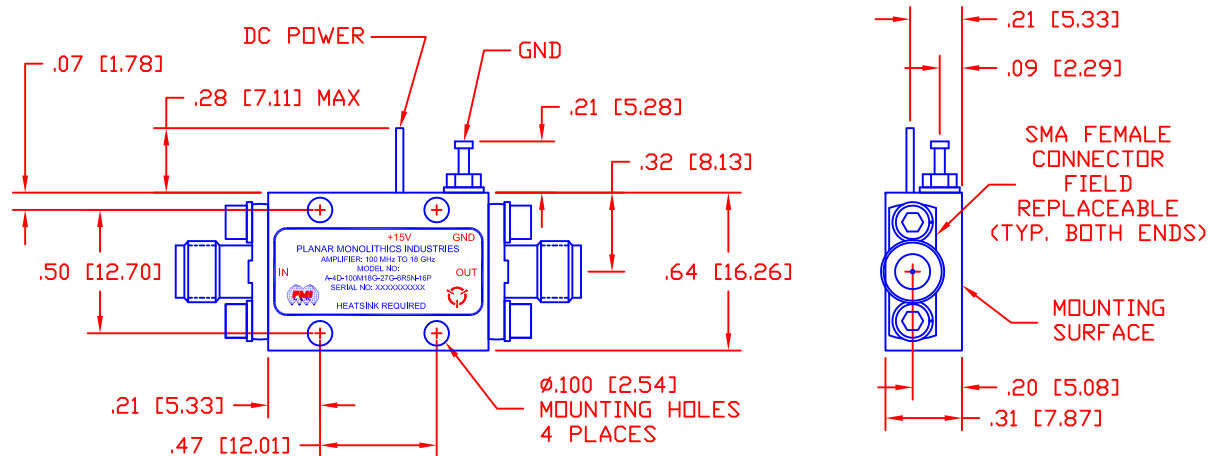 DC POWER
GND
.07 [1.78]
.28 [7.11] MAX
.21 [5.28]
.32 [8.13]
.50 [12.70]
.64 [16.26]
+15V GND
PLANAR MONOLITHICS INDUSTRIES
AMPLIFIER: 100 MHz TO 18 GHz
MODEL NO:
IN
OUT
A-4D-100M18G-27G-6R5N-16P
SERIAL NO: XXXXXXXXXX
PMI
HEATSINK REQUIRED
.21 [5.33]
.47 [12.01]
Ø.100 [2.54]
MOUNTING HOLES
4 PLACES
.21 [5.33]
.09 [2.29]
SMA FEMALE
CONNECTOR
FIELD
REPLACEABLE
(TYP. BOTH ENDS)
MOUNTING
SURFACE
.20 [5.08]
.31 [7.87]